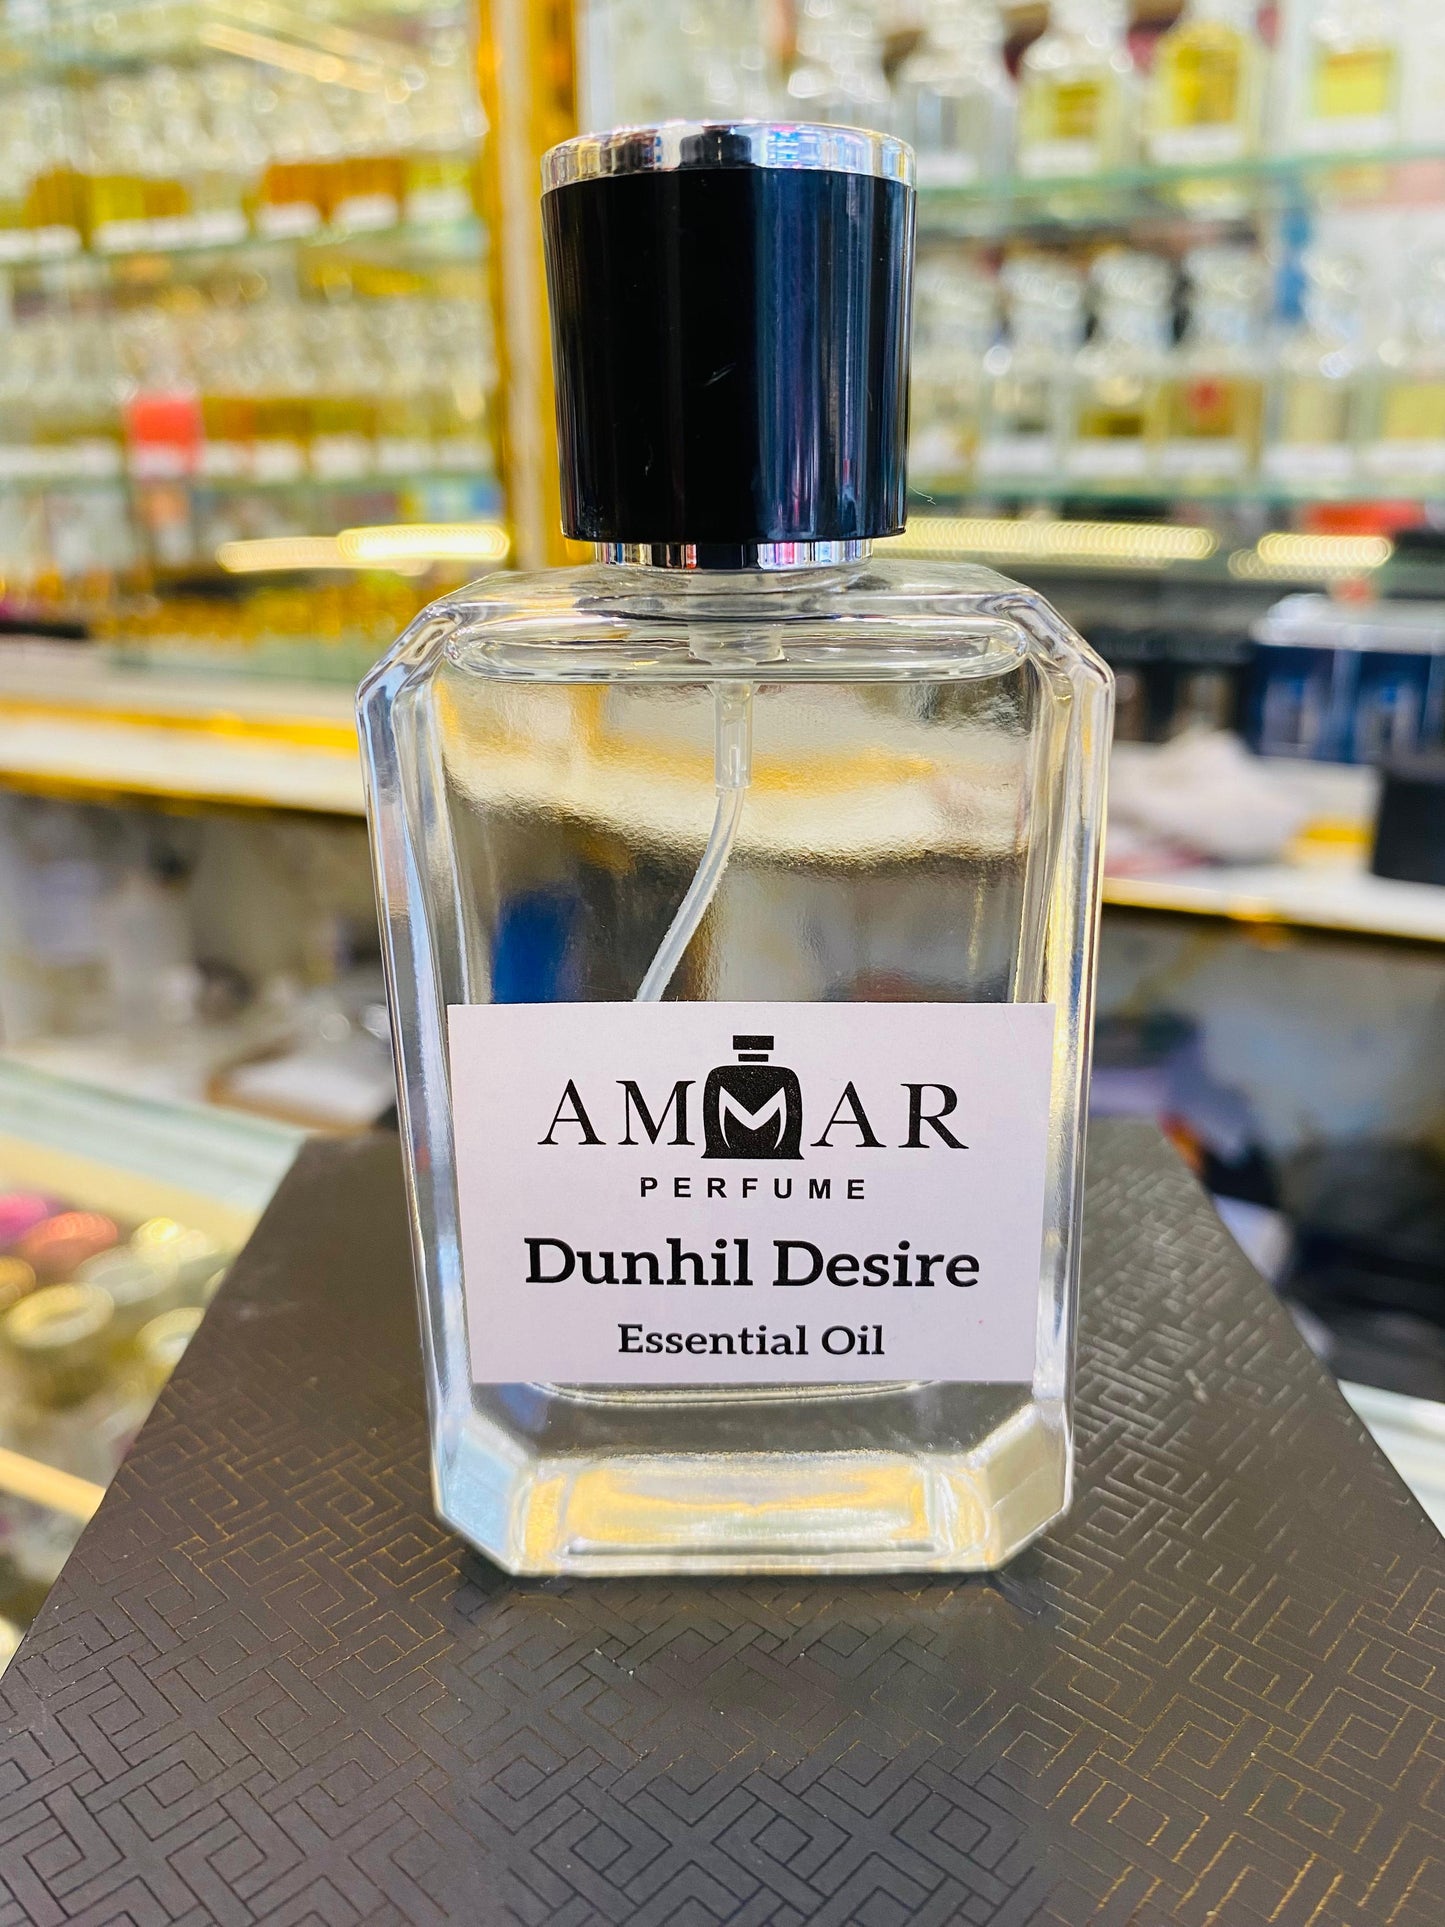 AMMAR
PERFUME
Dunhil Desire
Essential Oil